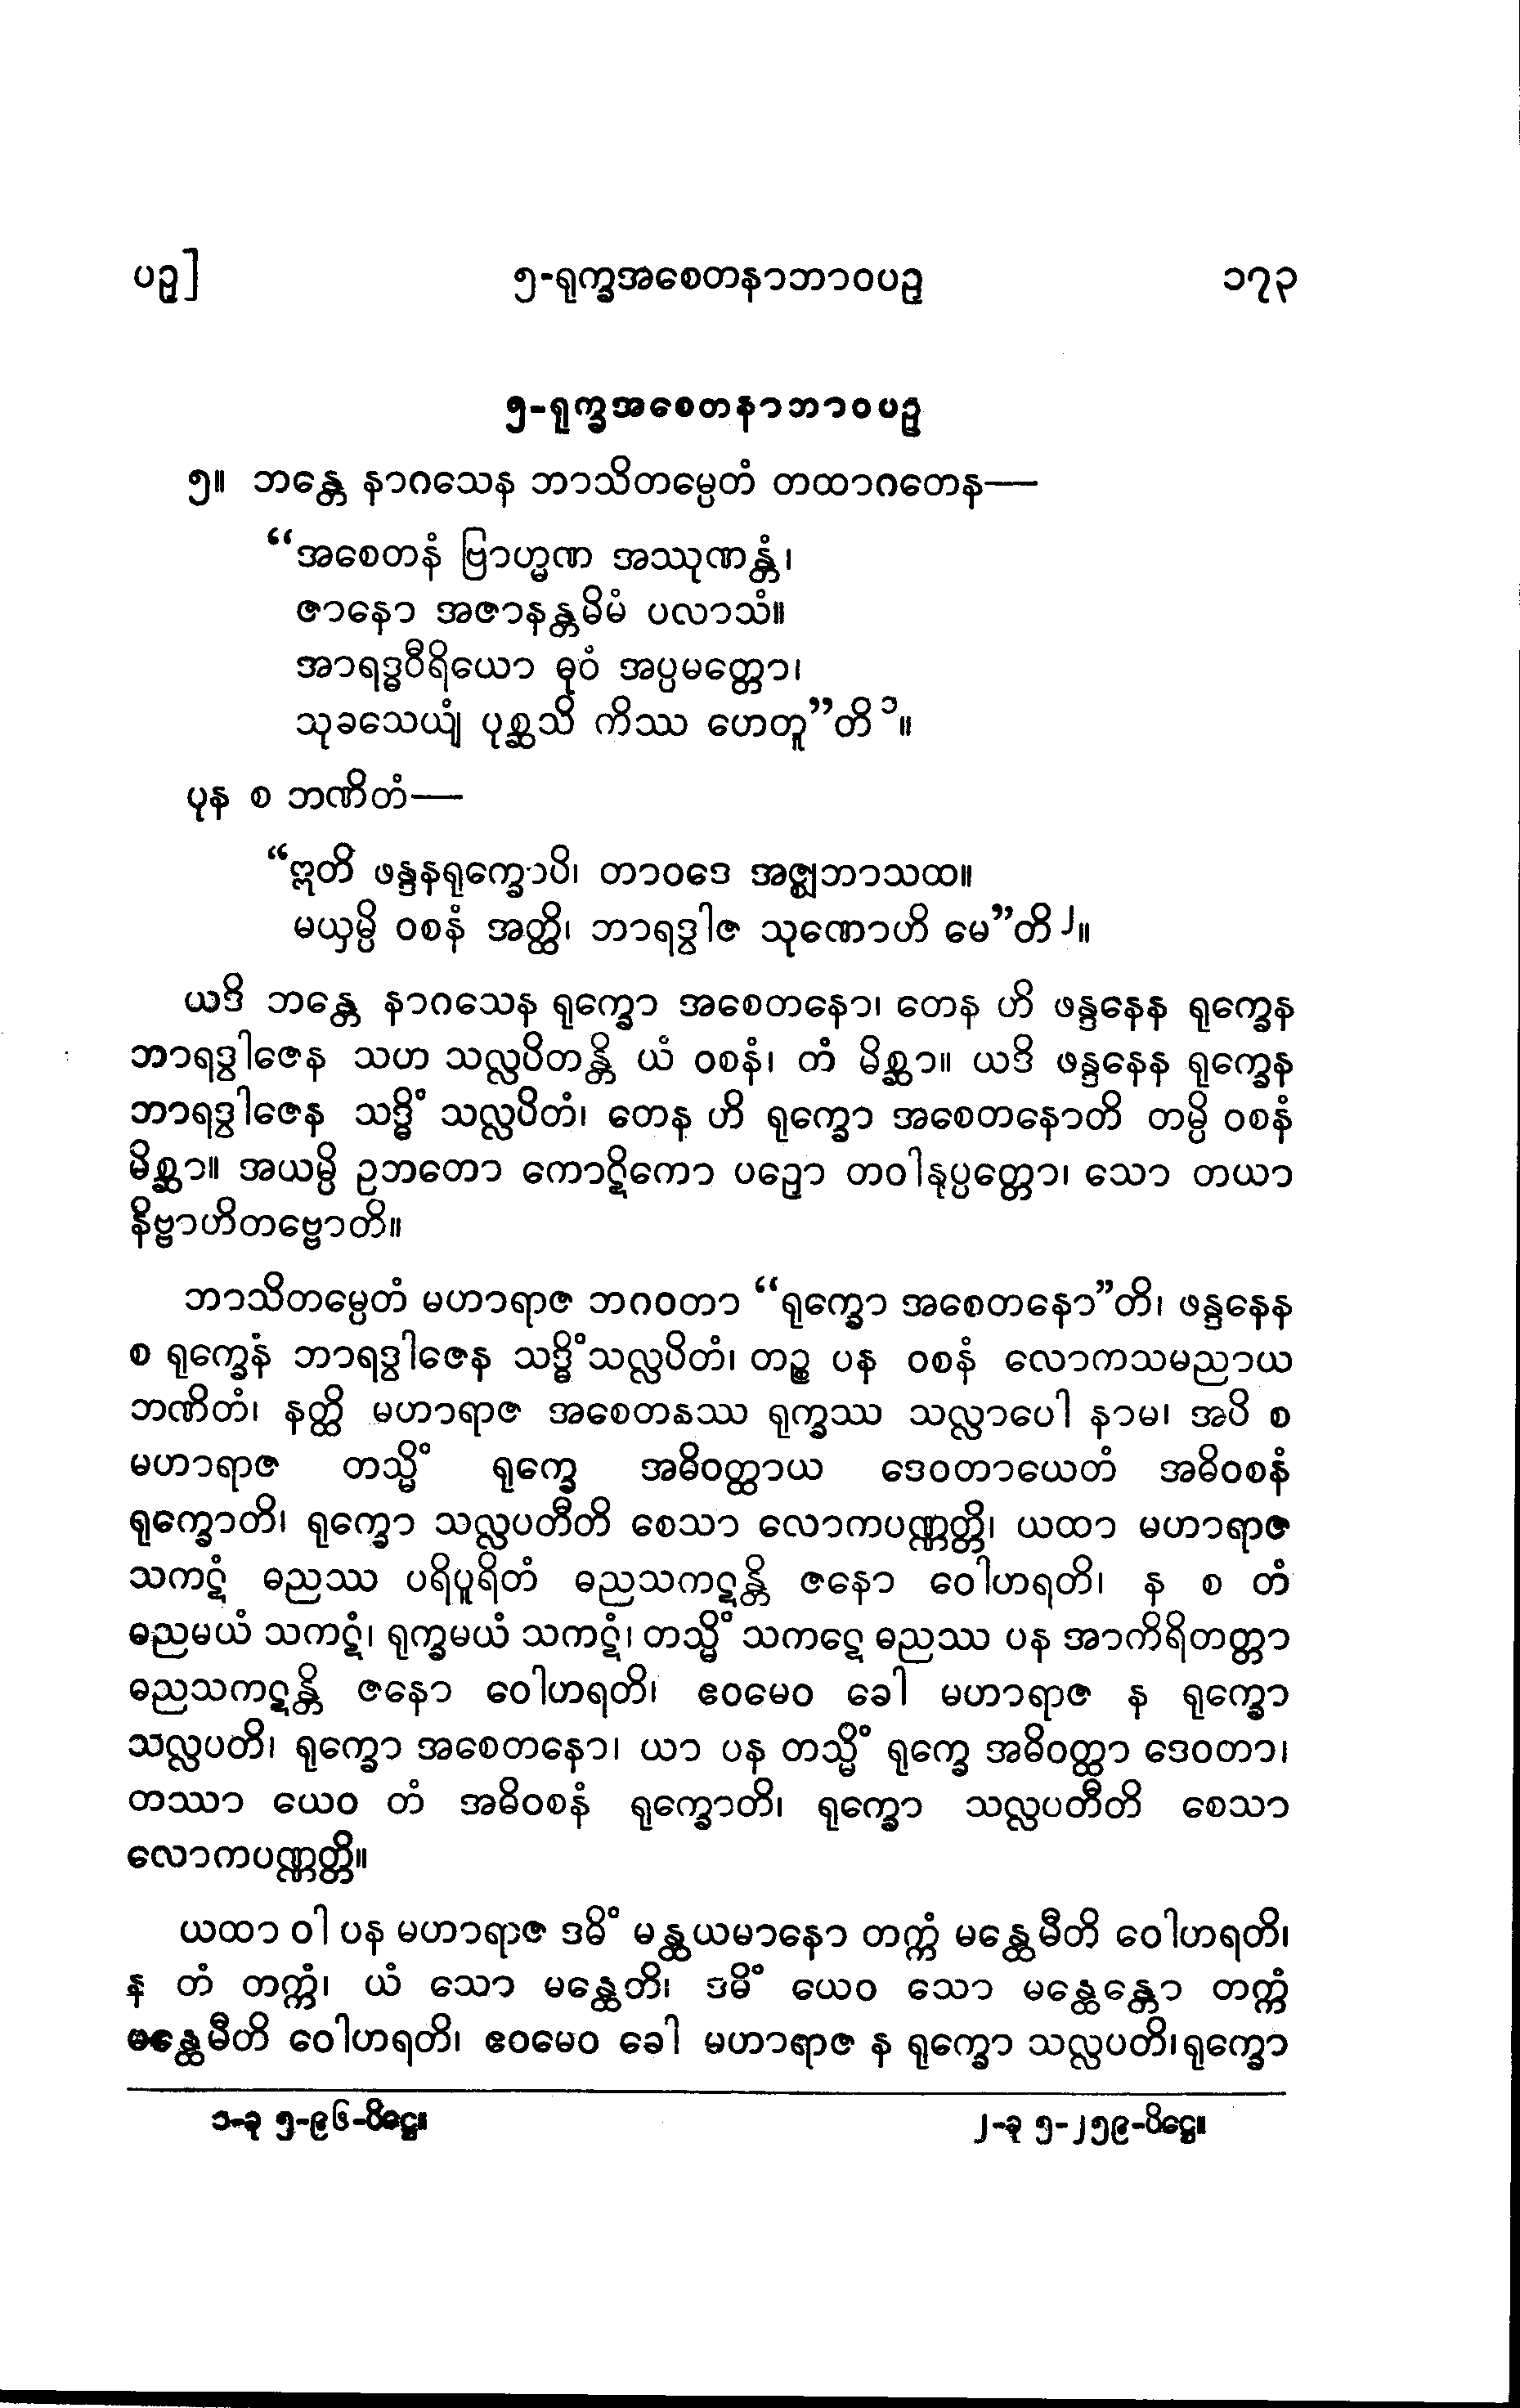 ပဥှ]
၅-ရုက္ခအစေတနာဘာဝပဥှ
၁၇၃
၅-ရုက္ခအစေတနာဘာဝပဥှ
၅။ ဘန္တေ နာဂသေန ဘာသိတမ္ပေတံ တထာဂတေန—
“အစေတနံ ဗြာဟ္မဏ အဿုဏန္တံ၊
ဇာနော အဇာနန္တမိမံ ပလာသံ။
အာရဒ္ဓဝီရိယော ဓုဝံ အပ္ပမတ္တော၊
သုခသေယျံ ပုစ္ဆသိ ကိဿ ဟေတူ”တိ ၁။
ပုန စ ဘဏိတံ—
“ဣတိ ဖန္ဒနရုက္ခောပိ၊ တာဝဒေ အဇ္ဈဘာသထ။
မယှမ္ပိ ဝစနံ အတ္ထိ၊ ဘာရဒွါဇ သုဏောဟိ မေ”တိ ၂။
ယဒိ ဘန္တေ နာဂသေန ရုက္ခော အစေတနော၊ တေန ဟိ ဖန္ဒနေန ရုက္ခေန
ဘာရဒွါဇေန သဟ သလ္လပိတန္တိ ယံ ဝစနံ၊ တံ မိစ္ဆာ။ ယဒိ ဖန္ဒနေန ရုက္ခေန
ဘာရဒွါဇေန သဒ္ဓိံ သလ္လပိတံ၊ တေန ဟိ ရုက္ခော အစေတနောတိ တမ္ပိ ဝစနံ
မိစ္ဆာ။ အယမ္ပိ ဥဘတော ကောဋိကော ပဉှော တဝါနုပ္ပတ္တော၊ သော တယာ
နိဗ္ဗာဟိတဗ္ဗောတိ။
ဘာသိတမ္ပေတံ မဟာရာဇ ဘဂဝတာ “ရုက္ခော အစေတနော”တိ၊ ဖန္ဒနေန
စ ရုက္ခေနံ ဘာရဒွါဇေန သဒ္ဓိံသလ္လပိတံ၊ တဉ္စ ပန ဝစနံ လောကသမညာယ
ဘဏိတံ၊ နတ္ထိ မဟာရာဇ အစေတနဿ ရုက္ခဿ သလ္လာပေါ နာမ၊ အပိ စ
မဟာရာဇ တသ္မိံ ရုက္ခေ အဓိဝတ္ထာယ ဒေဝတာယေတံ အဓိဝစနံ
ရုက္ခောတိ၊ ရုက္ခော သလ္လပတီတိ စေသာ လောကပဏ္ဏတ္တိ၊ ယထာ မဟာရာဇ
သကဋံ ဓညဿ ပရိပူရိတံ ဓညသကဋန္တိ ဇနော ဝေါဟရတိ၊ န စ တံ
ဓညမယံ သကဋံ၊ ရုက္ခမယံ သကဋံ၊ တသ္မိံ သကဋေ ဓညဿ ပန အာကိရိတတ္တာ
ဓညသကဋန္တိ ဇနော ဝေါဟရတိ၊ ဧဝမေဝ ခေါ မဟာရာဇ န ရုက္ခော
သလ္လပတိ၊ ရုက္ခော အစေတနော၊ ယာ ပန တသ္မိံ ရုက္ခေ အဓိဝတ္ထာ ဒေဝတာ၊
တဿာ ယေဝ တံ အဓိဝစနံ ရုက္ခောတိ၊ ရုက္ခော သလ္လပတီတိ စေသာ
လောကပဏ္ဏတ္တိ။
ယထာ ဝါ ပန မဟာရာဇ ဒဓိံ မန္ထယမာနော တက္ကံ မန္ထေမီတိ ဝေါဟရတိ၊
န တံ တက္ကံ၊ ယံ သော မန္ထေတိ၊ ဒဓိံ ယေဝ သော မန္ထေန္တော တက္ကံ
မန္ထေမီတိ ဝေါဟရတိ၊ ဧဝမေဝ ခေါ မဟာရာဇ န ရုက္ခော သလ္လပတိ၊ရုက္ခော
၁-ခု ၅-၉၆-ပိဋ္ဌေ။
၂-ခု ၅-၂၅၉-ပိဋ္ဌေ။